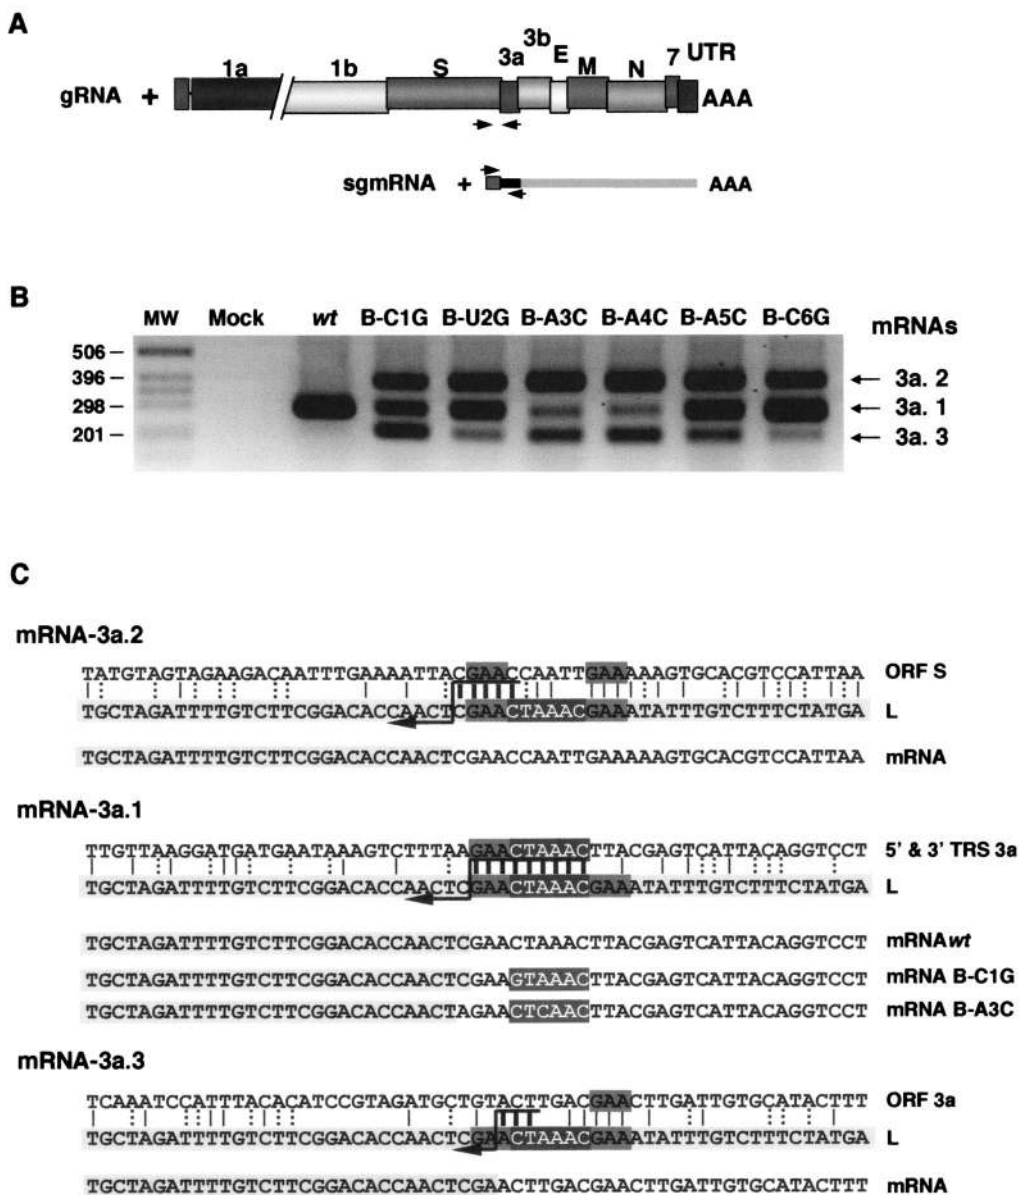 A
1a 1b S 3a 3b E M N 7 UTR
gRNA + AAA
sgmRNA + AAA
B
MW Mock wt B-C1G B-U2G B-A3C B-A4C B-A5C B-C6G mRNAs
506
396
298
201
3a. 2
3a. 1
3a. 3
C
mRNA-3a.2
TATGTAGTAGAAGACAATTTGAAAATTACGAACCAATTGAAAAAGTGCACGTCCATTAA ORF S
TGCTAGATTTTGTCTTCGGACACCAACTCGAACTAAACGAAATATTTGTCTTTCTATGA L
TGCTAGATTTTGTCTTCGGACACCAACTCGAACCAATTGAAAAAGTGCACGTCCATTAA mRNA
mRNA-3a.1
TTGTTAAGGATGATGAATAAAGTCTTTAAGAACTAAACTTACGAGTCATTACAGGTCCT 5' & 3' TRS 3a
TGCTAGATTTTGTCTTCGGACACCAACTCGAACTAAACGAAATATTTGTCTTTCTATGA L
TGCTAGATTTTGTCTTCGGACACCAACTCGAACTAAACTTACGAGTCATTACAGGTCCT mRNAwt
TGCTAGATTTTGTCTTCGGACACCAACTCGAAGTAAACTTACGAGTCATTACAGGTCCT mRNA B-C1G
TGCTAGATTTTGTCTTCGGACACCAACTAGAACTCAACTTACGAGTCATTACAGGTCCT mRNA B-A3C
mRNA-3a.3
TCAAATCCATTTACACATCCGTAGATGCTGTACTTGACGAACTTGATTGTGCATACTTT ORF 3a
TGCTAGATTTTGTCTTCGGACACCAACTCGAACTAAACGAAATATTTGTCTTTCTATGA L
TGCTAGATTTTGTCTTCGGACACCAACTCGAACTTGACGAACTTGATTGTGCATACTTT mRNA